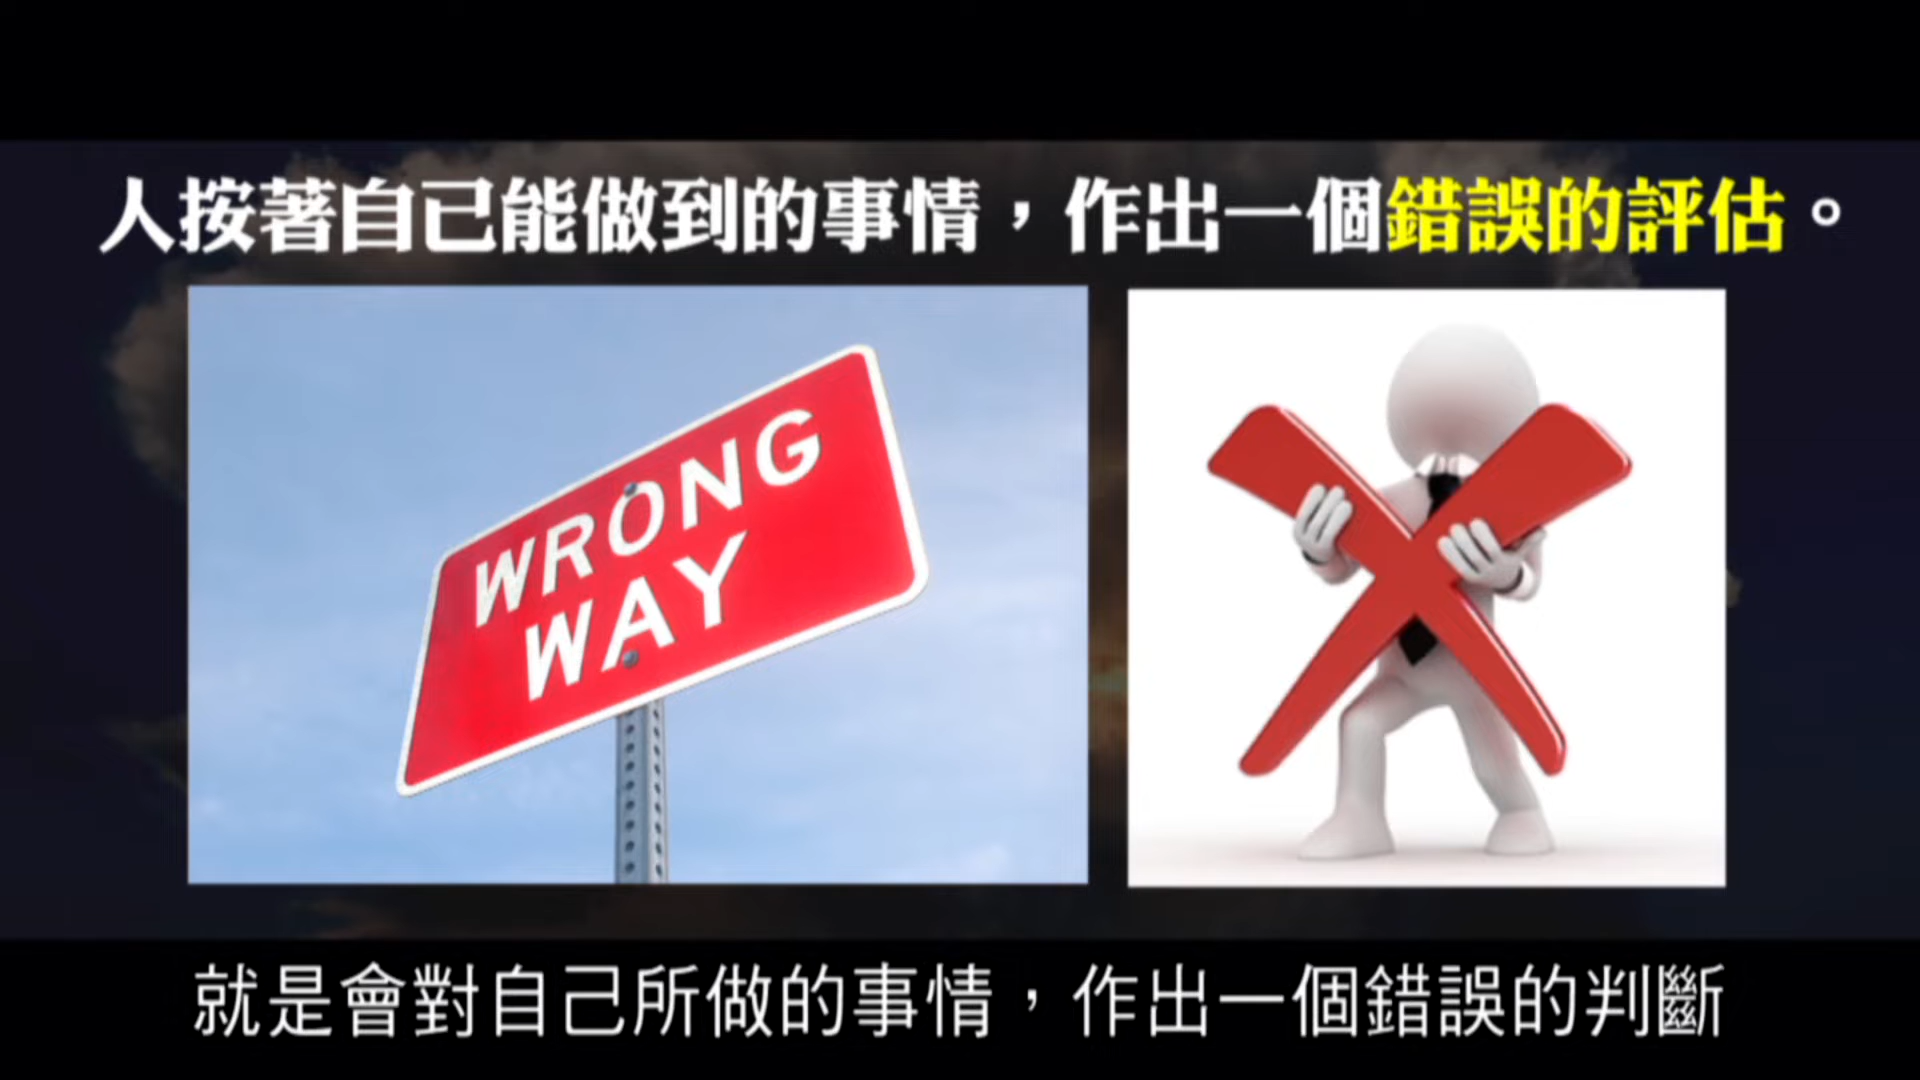 人按著自已能做到的事情，作出一個錯誤的評估。
WRONG
WAY
就是會對自己所做的事情，作出一個錯誤的判斷